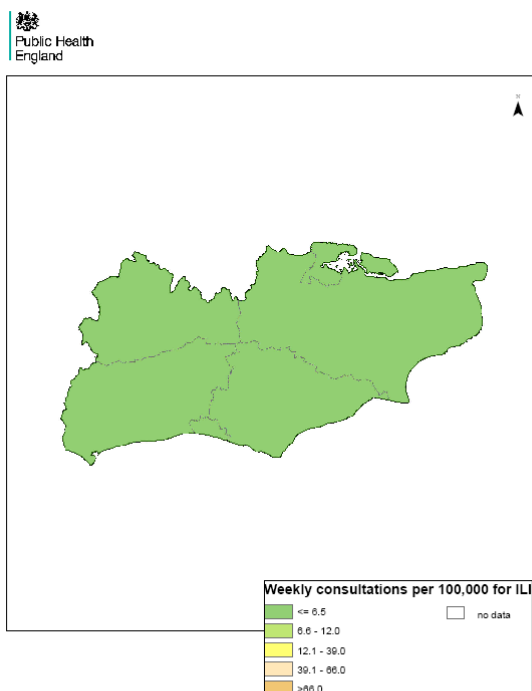 Public Health
England
N
Weekly consultations per 100,000 for ILI
<= 6.5
6.6 - 12.0
12.1 - 39.0
39.1 - 66.0
>66.0
no data